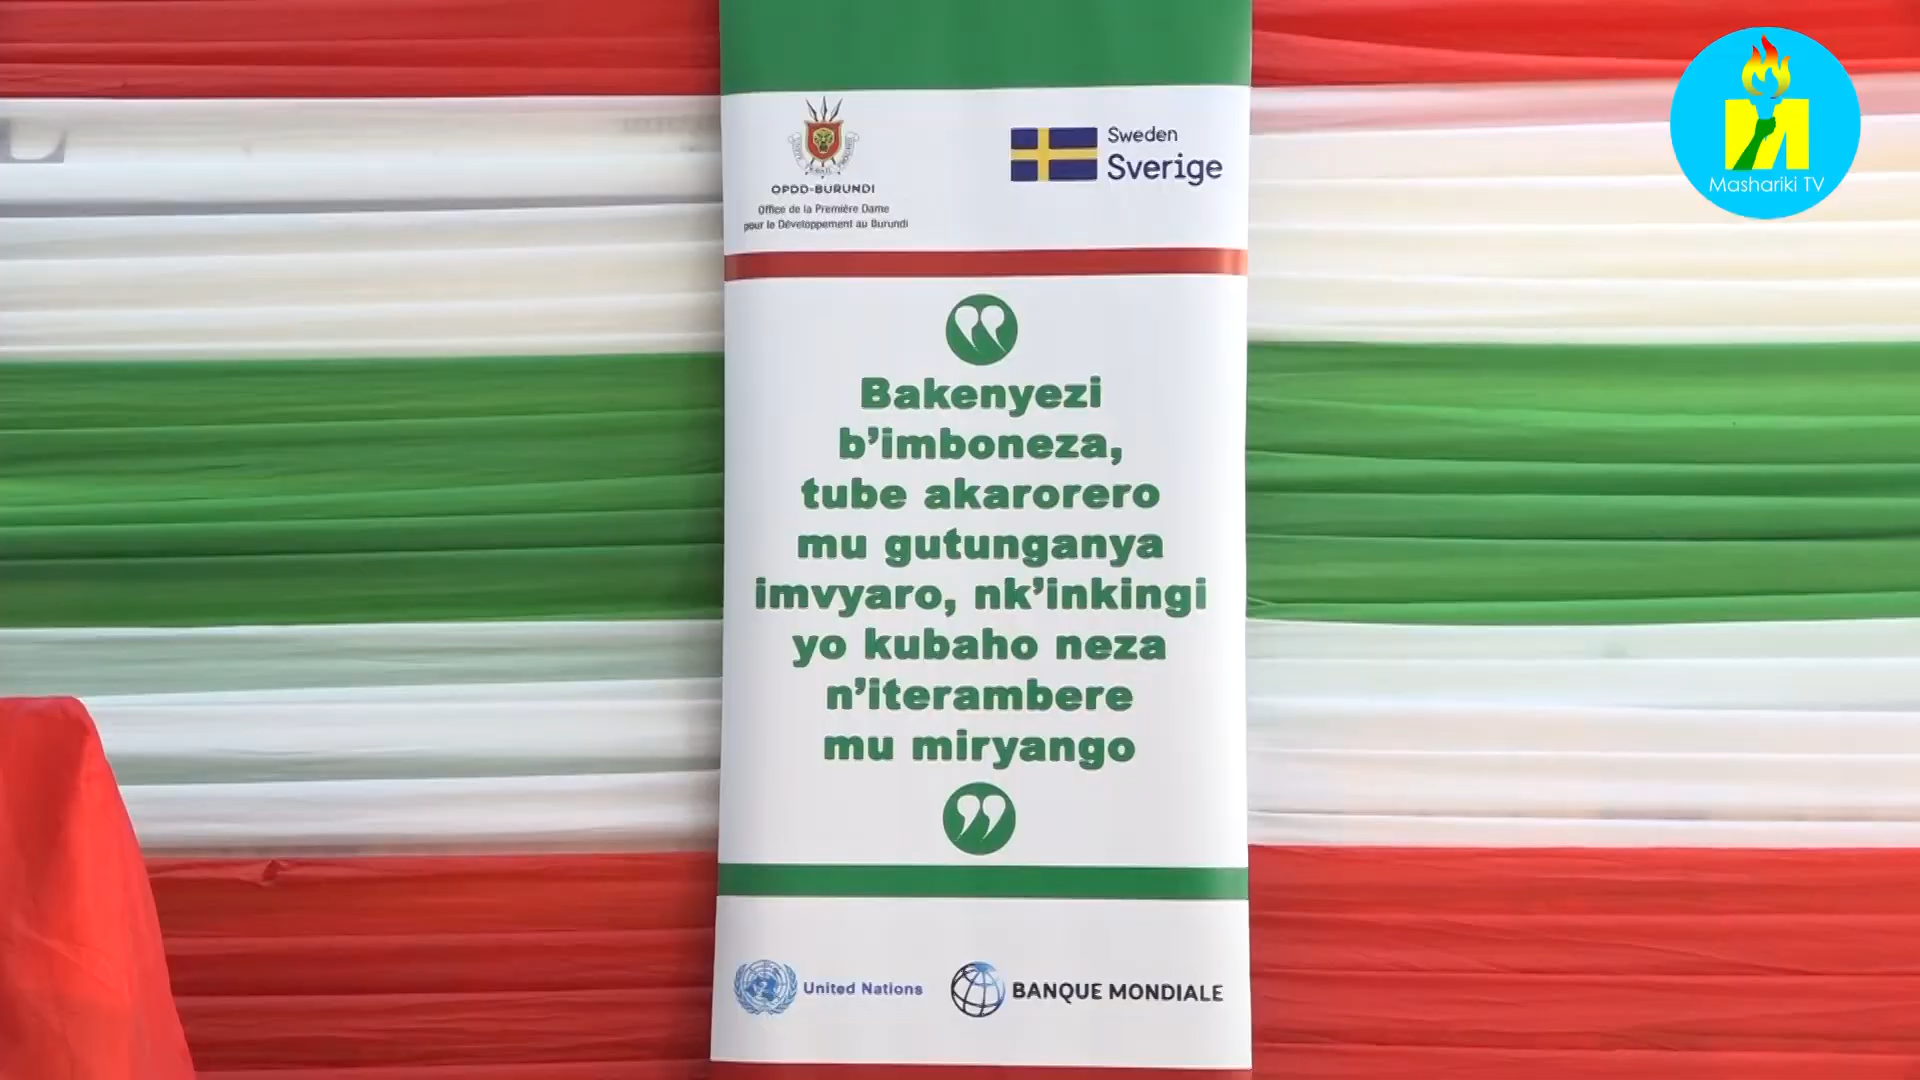 OPDD-BURUNDI
Office de la Première Dame
pour le Développement au Burundi
Sweden
Sverige
Mashariki TV
Bakenyezi
b’imboneza,
tube akarorero
mu gutunganya
imvyaro, nk’inkingi
yo kubaho neza
n’iterambere
mu miryango
United Nations
BANQUE MONDIALE